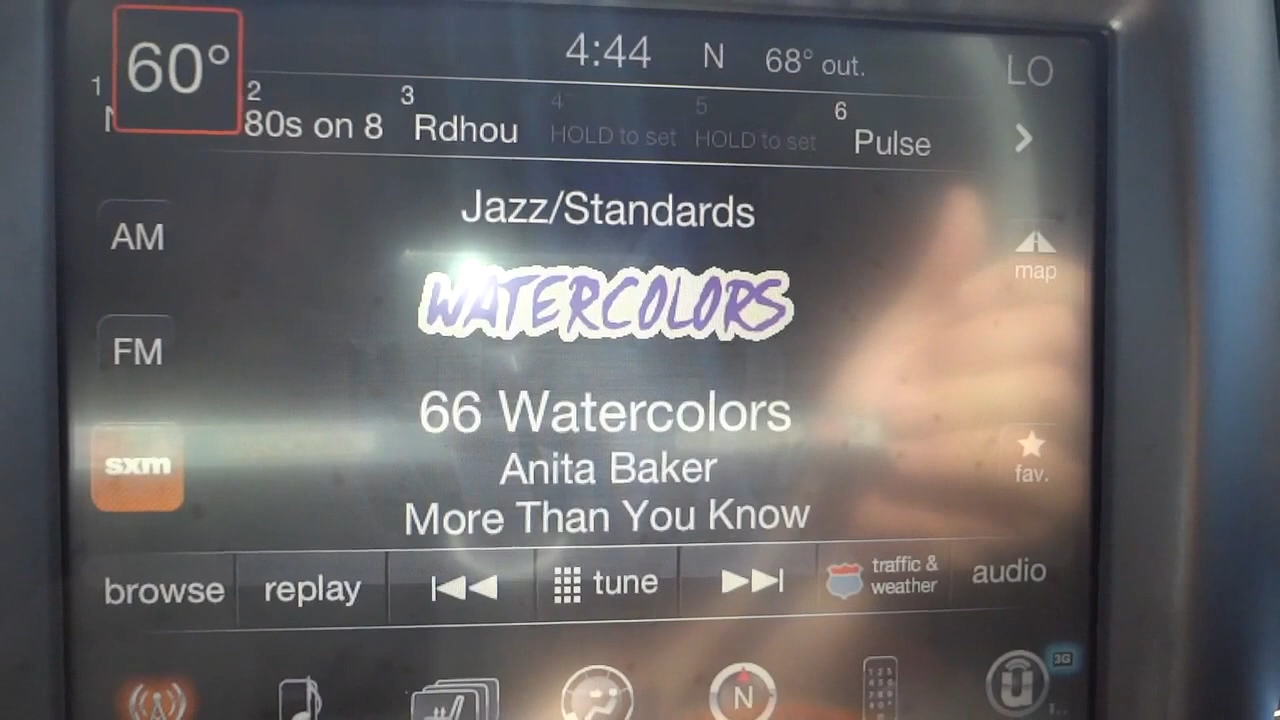 60° 4:44 N 68° out. LO
1 2 80s on 8 3 Rdhou 4 HOLD to set 5 HOLD to set 6 Pulse
Jazz/Standards
AM
WATERCOLORS
map
FM
66 Watercolors
sxm
Anita Baker
fav.
More Than You Know
browse replay tune traffic & weather audio
N
3G